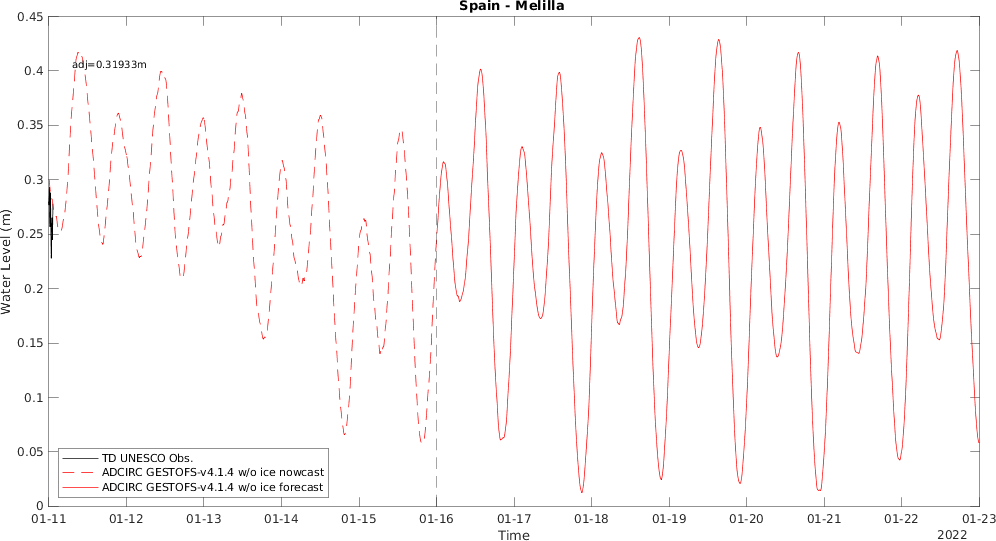 Spain - Melilla
adj=0.31933m
Water Level (m)
0.45
0.4
0.35
0.3
0.25
0.2
0.15
0.1
0.05
0
TD UNESCO Obs.
ADCIRC GESTOFS-v4.1.4 w/o ice nowcast
ADCIRC GESTOFS-v4.1.4 w/o ice forecast
01-11 01-12 01-13 01-14 01-15 01-16 01-17 01-18 01-19 01-20 01-21 01-22 01-23
Time
2022